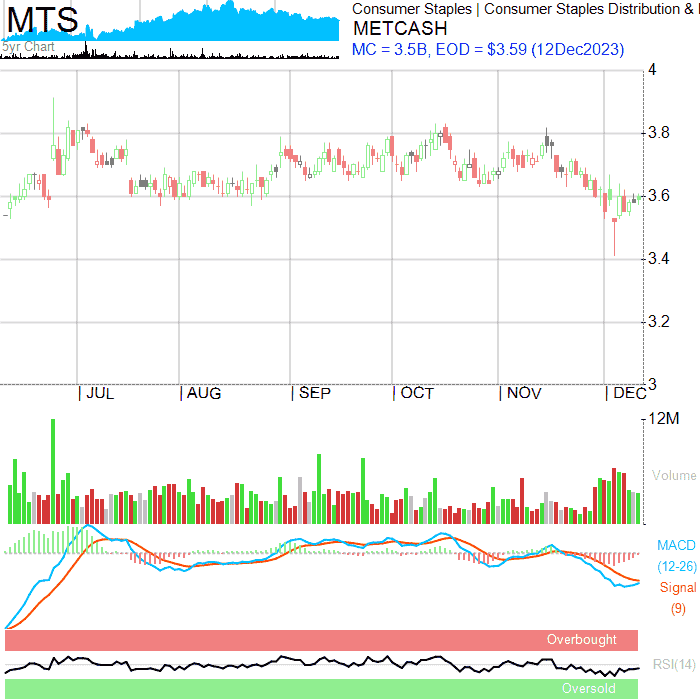 MTS
5yr Chart
Consumer Staples | Consumer Staples Distribution &
METCASH
MC = 3.5B, EOD = $3.59 (12Dec2023)
4
3.8
3.6
3.4
3.2
3
JUL
AUG
SEP
OCT
NOV
DEC
12M
Volume
MACD
(12-26)
Signal
(9)
Overbought
RSI(14)
Oversold